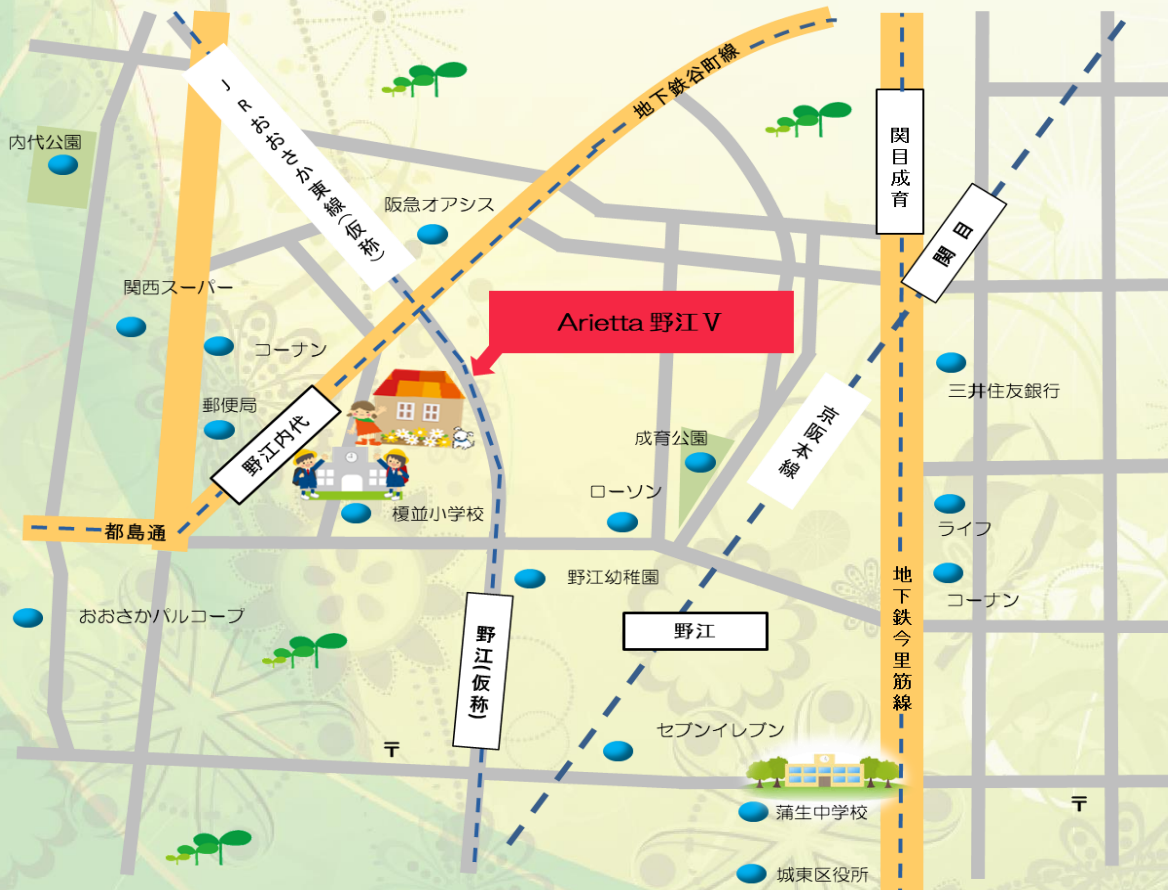 地下鉄谷町線
JRおおさか東線(仮称)
関目成育
内代公園
阪急オアシス
関目
関西スーパー
Arietta 野江Ⅴ
コーナン
三井住友銀行
郵便局
京阪本線
野江内代
成育公園
ローソン
榎並小学校
都島通
ライフ
野江幼稚園
地下鉄今里筋線
コーナン
おおさかパルコープ
野江
野江(仮称)
セブンイレブン
〒
〒
蒲生中学校
城東区役所